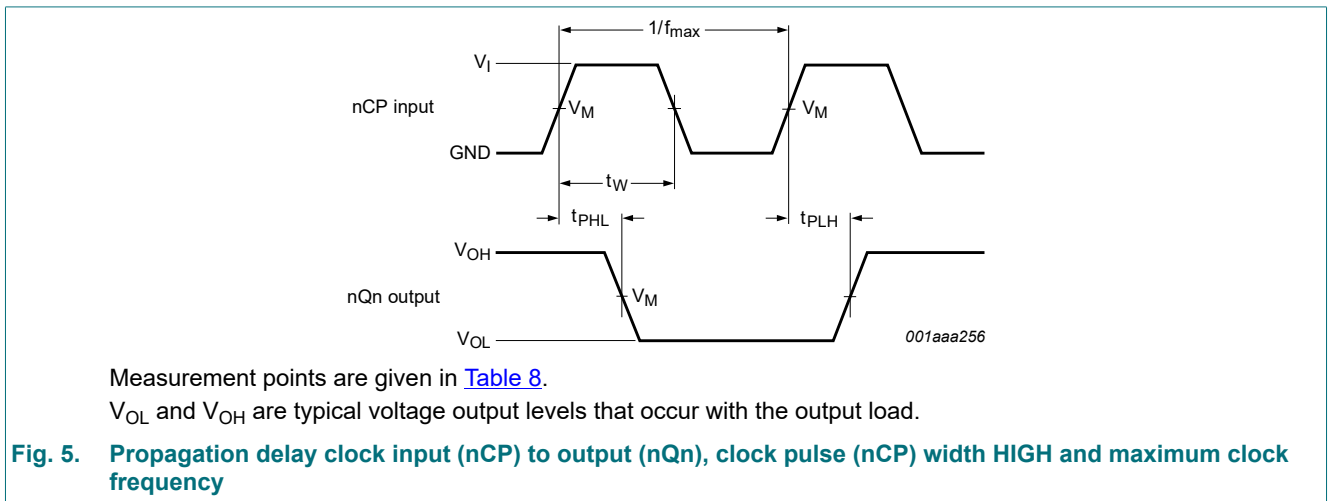 1/fmax
VI
nCP input
VM
VM
GND
tW
tPHL
tPLH
VOH
nQn output
VM
VOL
001aaa256
Measurement points are given in Table 8.
VOL and VOH are typical voltage output levels that occur with the output load.
Fig. 5. Propagation delay clock input (nCP) to output (nQn), clock pulse (nCP) width HIGH and maximum clock
frequency